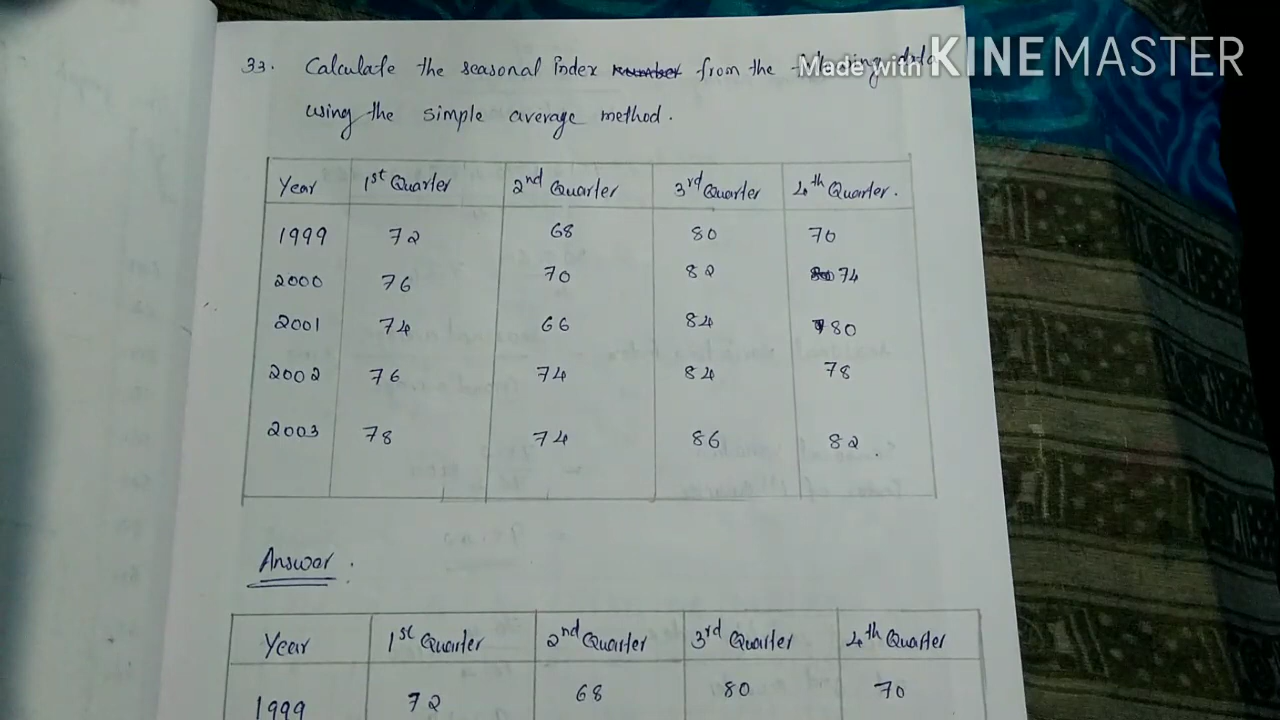 Made with KINEMASTER
33. Calculate the seasonal index number from the
using the simple average method.
Year 1st Quarter 2nd Quarter 3rd Quarter 4th Quarter.
1999 72 68 80 70
2000 76 70 82 74
2001 74 66 84 80
2002 76 74 84 78
2003 78 74 86 82
Answer.
Year 1st Quarter 2nd Quarter 3rd Quarter 4th Quarter
1999 72 68 80 70